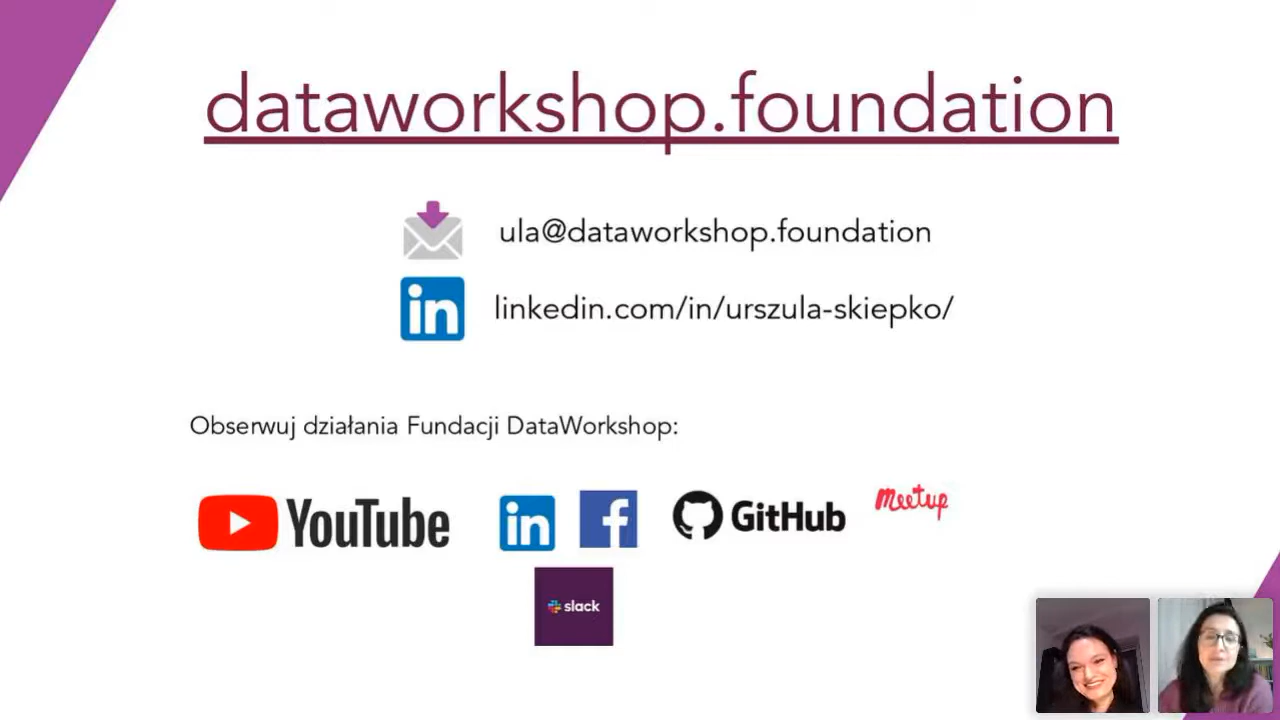 dataworkshop.foundation
ula@dataworkshop.foundation
in
linkedin.com/in/urszula-skiepko/
Obserwuj działania Fundacji DataWorkshop:
YouTube in f GitHub Meetup
slack